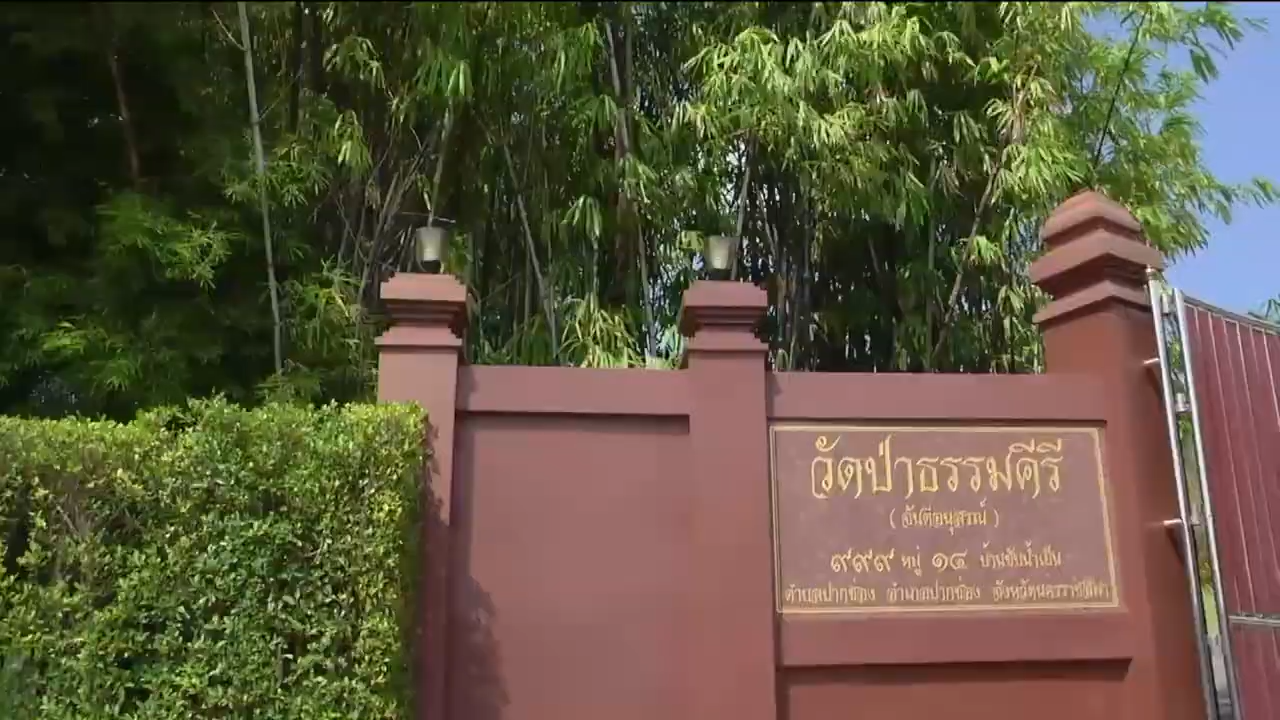 วัดป่าธรรมคีรี
( ฉันติอนุสรณ์ )
๙๙๙ หมู่ ๑๔ บ้านซับน้ำเย็น
ตำบลปากช่อง อำเภอปากช่อง จังหวัดนครราชสีมา